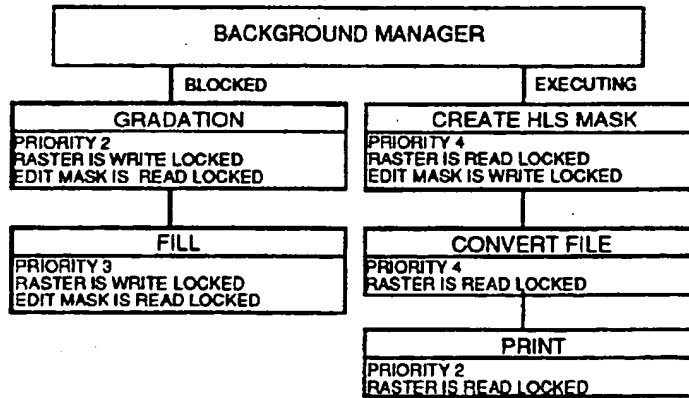 BACKGROUND MANAGER
BLOCKED
GRADATION
PRIORITY 2
RASTER IS WRITE LOCKED
EDIT MASK IS READ LOCKED
FILL
PRIORITY 3
RASTER IS WRITE LOCKED
EDIT MASK IS READ LOCKED
EXECUTING
CREATE HLS MASK
PRIORITY 4
RASTER IS READ LOCKED
EDIT MASK IS WRITE LOCKED
CONVERT FILE
PRIORITY 4
RASTER IS READ LOCKED
PRINT
PRIORITY 2
RASTER IS READ LOCKED